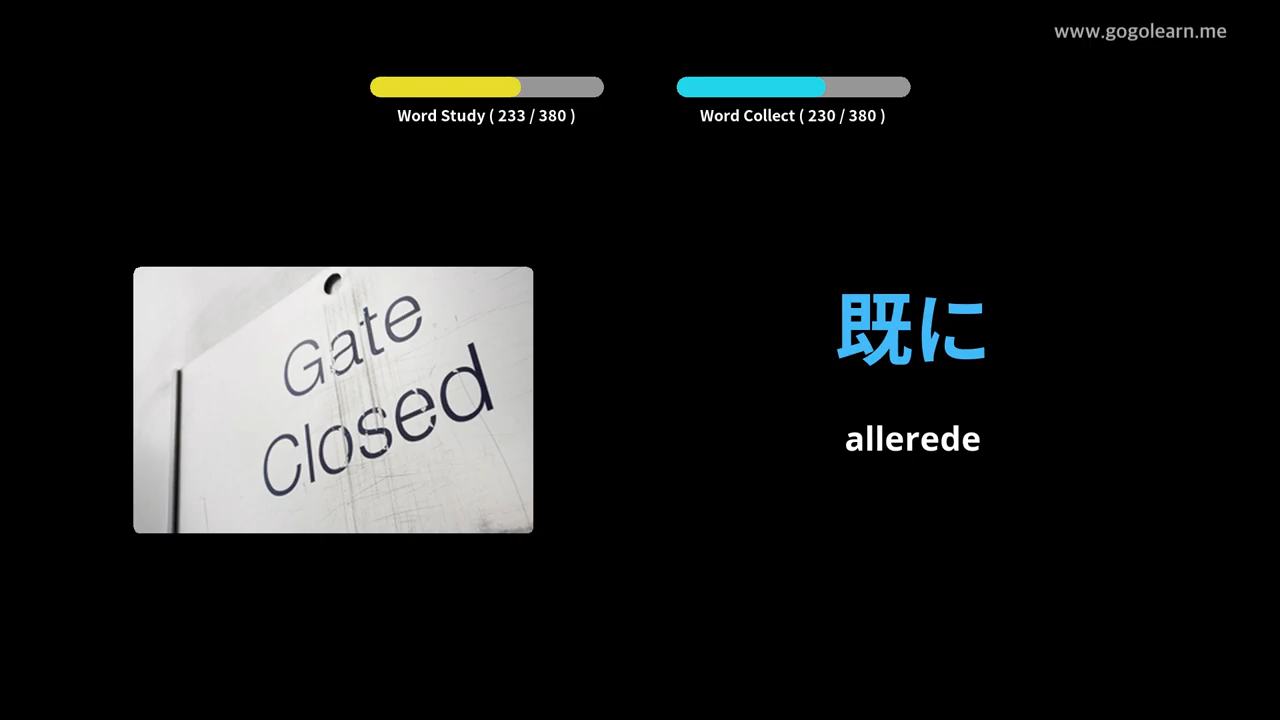 www.gogolearn.me
Word Study ( 233 / 380 )
Word Collect ( 230 / 380 )
Gate
Closed
既に
allerede